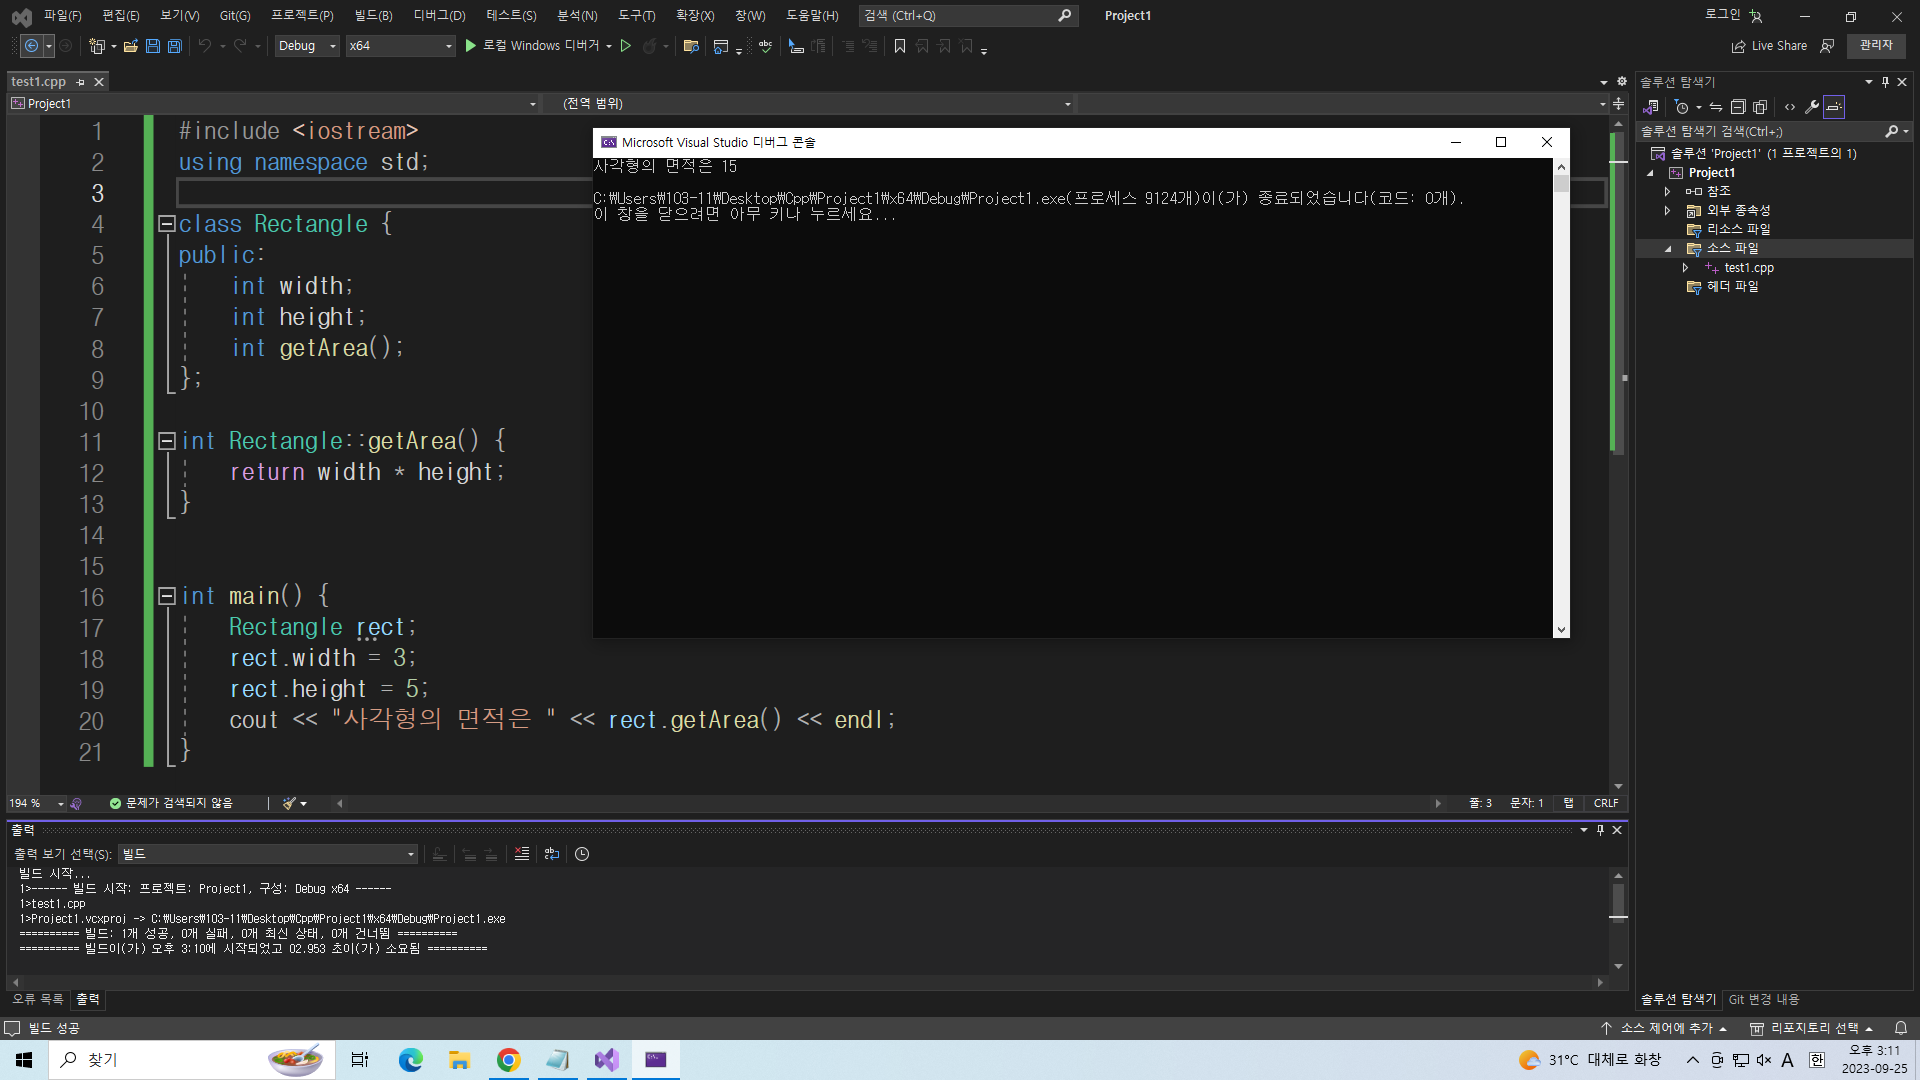 파일(F) 편집(E) 보기(V) Git(G) 프로젝트(P) 빌드(B) 디버그(D) 테스트(S) 분석(N) 도구(T) 확장(X) 창(W) 도움말(H) 검색 (Ctrl+Q) Project1 로그인
Debug x64 로컬 Windows 디버거 Live Share 관리자
test1.cpp
Project1 (전역 범위)
1 #include <iostream>
2 using namespace std;
3
4 class Rectangle {
5 public:
6 int width;
7 int height;
8 int getArea();
9 };
10
11 int Rectangle::getArea() {
12 return width * height;
13 }
14
15
16 int main() {
17 Rectangle rect;
18 rect.width = 3;
19 rect.height = 5;
20 cout << "사각형의 면적은 " << rect.getArea() << endl;
21 }
Microsoft Visual Studio 디버그 콘솔
사각형의 면적은 15
C:₩Users₩103-11₩Desktop₩Cpp₩Project1₩x64₩Debug₩Project1.exe(프로세스 9124개)이(가) 종료되었습니다(코드: 0개).
이 창을 닫으려면 아무 키나 누르세요...
솔루션 탐색기
솔루션 탐색기 검색(Ctrl+;)
솔루션 'Project1' (1 프로젝트의 1)
Project1
참조
외부 종속성
리소스 파일
소스 파일
test1.cpp
헤더 파일
194 % 문제가 검색되지 않음 줄: 3 문자: 1 탭 CRLF
출력
출력 보기 선택(S): 빌드
빌드 시작...
1>------ 빌드 시작: 프로젝트: Project1, 구성: Debug x64 ------
1>test1.cpp
1>Project1.vcxproj -> C:₩Users₩103-11₩Desktop₩Cpp₩Project1₩x64₩Debug₩Project1.exe
========== 빌드: 1개 성공, 0개 실패, 0개 최신 상태, 0개 건너뜀 ==========
========== 빌드이(가) 오후 3:10에 시작되었고 02.953 초이(가) 소요됨 ==========
오류 목록 출력
솔루션 탐색기 Git 변경 내용
빌드 성공 소스 제어에 추가 리포지토리 선택
찾기 31°C 대체로 화창 A 한 오후 3:11
2023-09-25